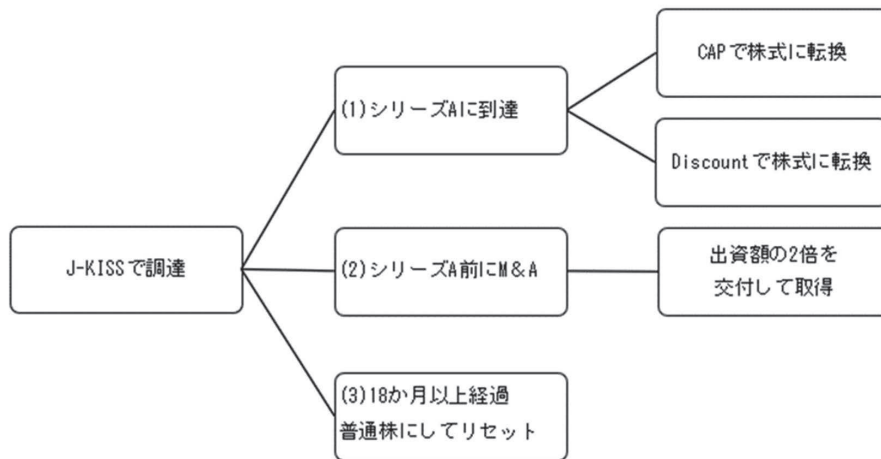 J-KISSで調達
(1)シリーズAに到達
CAPで株式に転換
Discountで株式に転換
(2)シリーズA前にM&A
出資額の2倍を
交付して取得
(3)18か月以上経過
普通株にしてリセット